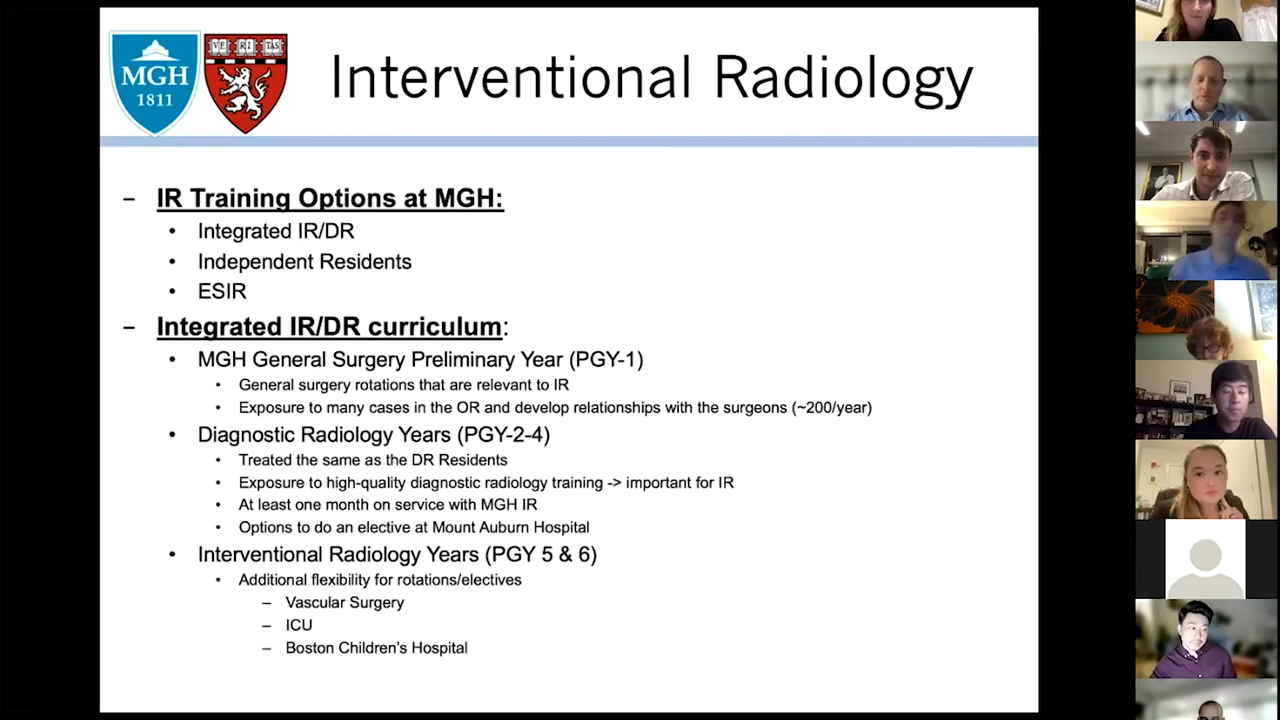 MGH
1811
VE RI TAS
Interventional Radiology
– IR Training Options at MGH:
• Integrated IR/DR
• Independent Residents
• ESIR
– Integrated IR/DR curriculum:
• MGH General Surgery Preliminary Year (PGY-1)
• General surgery rotations that are relevant to IR
• Exposure to many cases in the OR and develop relationships with the surgeons (~200/year)
• Diagnostic Radiology Years (PGY-2-4)
• Treated the same as the DR Residents
• Exposure to high-quality diagnostic radiology training -> important for IR
• At least one month on service with MGH IR
• Options to do an elective at Mount Auburn Hospital
• Interventional Radiology Years (PGY 5 & 6)
• Additional flexibility for rotations/electives
– Vascular Surgery
– ICU
– Boston Children’s Hospital